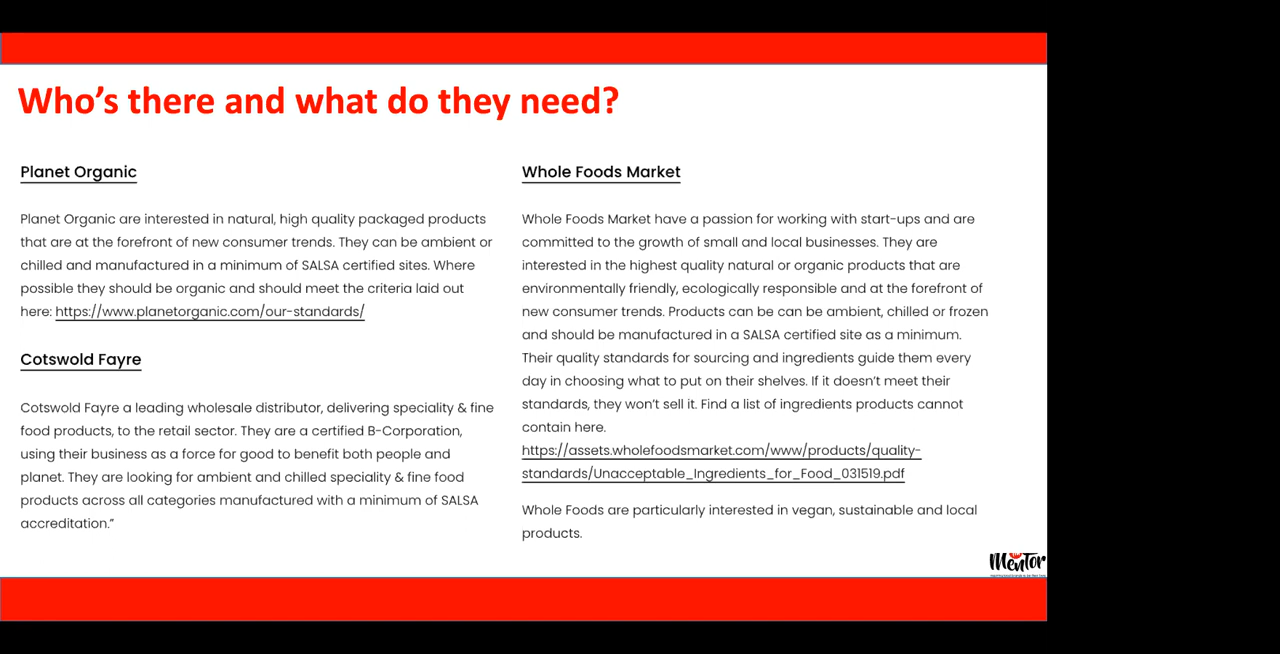 Who’s there and what do they need?
Planet Organic
Planet Organic are interested in natural, high quality packaged products
that are at the forefront of new consumer trends. They can be ambient or
chilled and manufactured in a minimum of SALSA certified sites. Where
possible they should be organic and should meet the criteria laid out
here: https://www.planetorganic.com/our-standards/
Cotswold Fayre
Cotswold Fayre a leading wholesale distributor, delivering speciality & fine
food products, to the retail sector. They are a certified B-Corporation,
using their business as a force for good to benefit both people and
planet. They are looking for ambient and chilled speciality & fine food
products across all categories manufactured with a minimum of SALSA
accreditation.”
Whole Foods Market
Whole Foods Market have a passion for working with start-ups and are
committed to the growth of small and local businesses. They are
interested in the highest quality natural or organic products that are
environmentally friendly, ecologically responsible and at the forefront of
new consumer trends. Products can be can be ambient, chilled or frozen
and should be manufactured in a SALSA certified site as a minimum.
Their quality standards for sourcing and ingredients guide them every
day in choosing what to put on their shelves. If it doesn’t meet their
standards, they won’t sell it. Find a list of ingredients products cannot
contain here.
https://assets.wholefoodsmarket.com/www/products/quality-
standards/Unacceptable_Ingredients_for_Food_031519.pdf
Whole Foods are particularly interested in vegan, sustainable and local
products.
Mentor